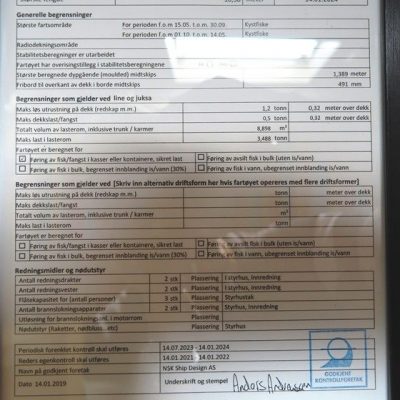 Generelle begrensninger
Største fartsområde For perioden f.o.m 15.05. t.o.m. 30.09. Kystfiske
For perioden f.o.m 01.10. t.o.m. 14.05. Kystfiske
Radiodekningsområde
Stabilitetsberegninger er utarbeidet
Fartøyet har overisingstillegg i stabilitetsberegningene
Største beregnede dypgående (moulded) midtskips 1,389 meter
Fribord til overkant av dekk i borde midtskips 491 mm
Begrensninger som gjelder ved line og juksa
Maks løs utrustning på dekk (redskap m.m.) 1,2 tonn 0,32 meter over dekk
Maks dekkslast/fangst 0,5 tonn 0,32 meter over dekk
Totalt volum av lasterom, inklusive trunk / karmer 8,898 m³
Maks last i lasterom 3,488 tonn
Fartøyet er beregnet for
Føring av fisk/fangst i kasser eller kontainere, sikret last Føring av avsilt fisk i bulk (uten is/vann)
Føring av fisk i bulk, begrenset innblanding is/vann (30%) Føring av fisk i vann, ubegrenset innblanding is/vann
Begrensninger som gjelder ved [Skriv inn alternativ driftsform her hvis fartøyet opereres med flere driftsformer]
Maks løs utrustning på dekk (redskap m.m.) tonn meter over dekk
Maks dekkslast/fangst tonn meter over dekk
Totalt volum av lasterom, inklusive trunk / karmer m³
Maks last i lasterom tonn
Fartøyet er beregnet for
Føring av fisk/fangst i kasser eller kontainere, sikret last Føring av avsilt fisk i bulk (uten is/vann)
Føring av fisk i bulk, begrenset innblanding is/vann (30%) Føring av fisk i vann, ubegrenset innblanding is/vann
Redningsmidler og nødutstyr
Antall redningsdrakter 2 stk Plassering I styrhus, innredning
Antall redningsvester 2 stk Plassering I styrhus, innredning
Flåtekapasitet for (antall personer) 3 stk Plassering Styrhustak
Antall brannslokningsapparater 2 stk Plassering Styrhus, innredning
Utløsning for brannslokningsanl. i motorrom Plassering
Nødutstyr (Raketter, nødbluss...etc) Plassering Styrhus
Periodisk forenklet kontroll skal utføres 14.07.2023 - 14.01.2024
Reders egenkontroll skal utføres 14.01.2021 14.01.2022
Navn på godkjent foretak NSK Ship Design AS
Dato 14.01.2019 Underskrift og stempel
GODKJENT
KONTROLLFORETAK